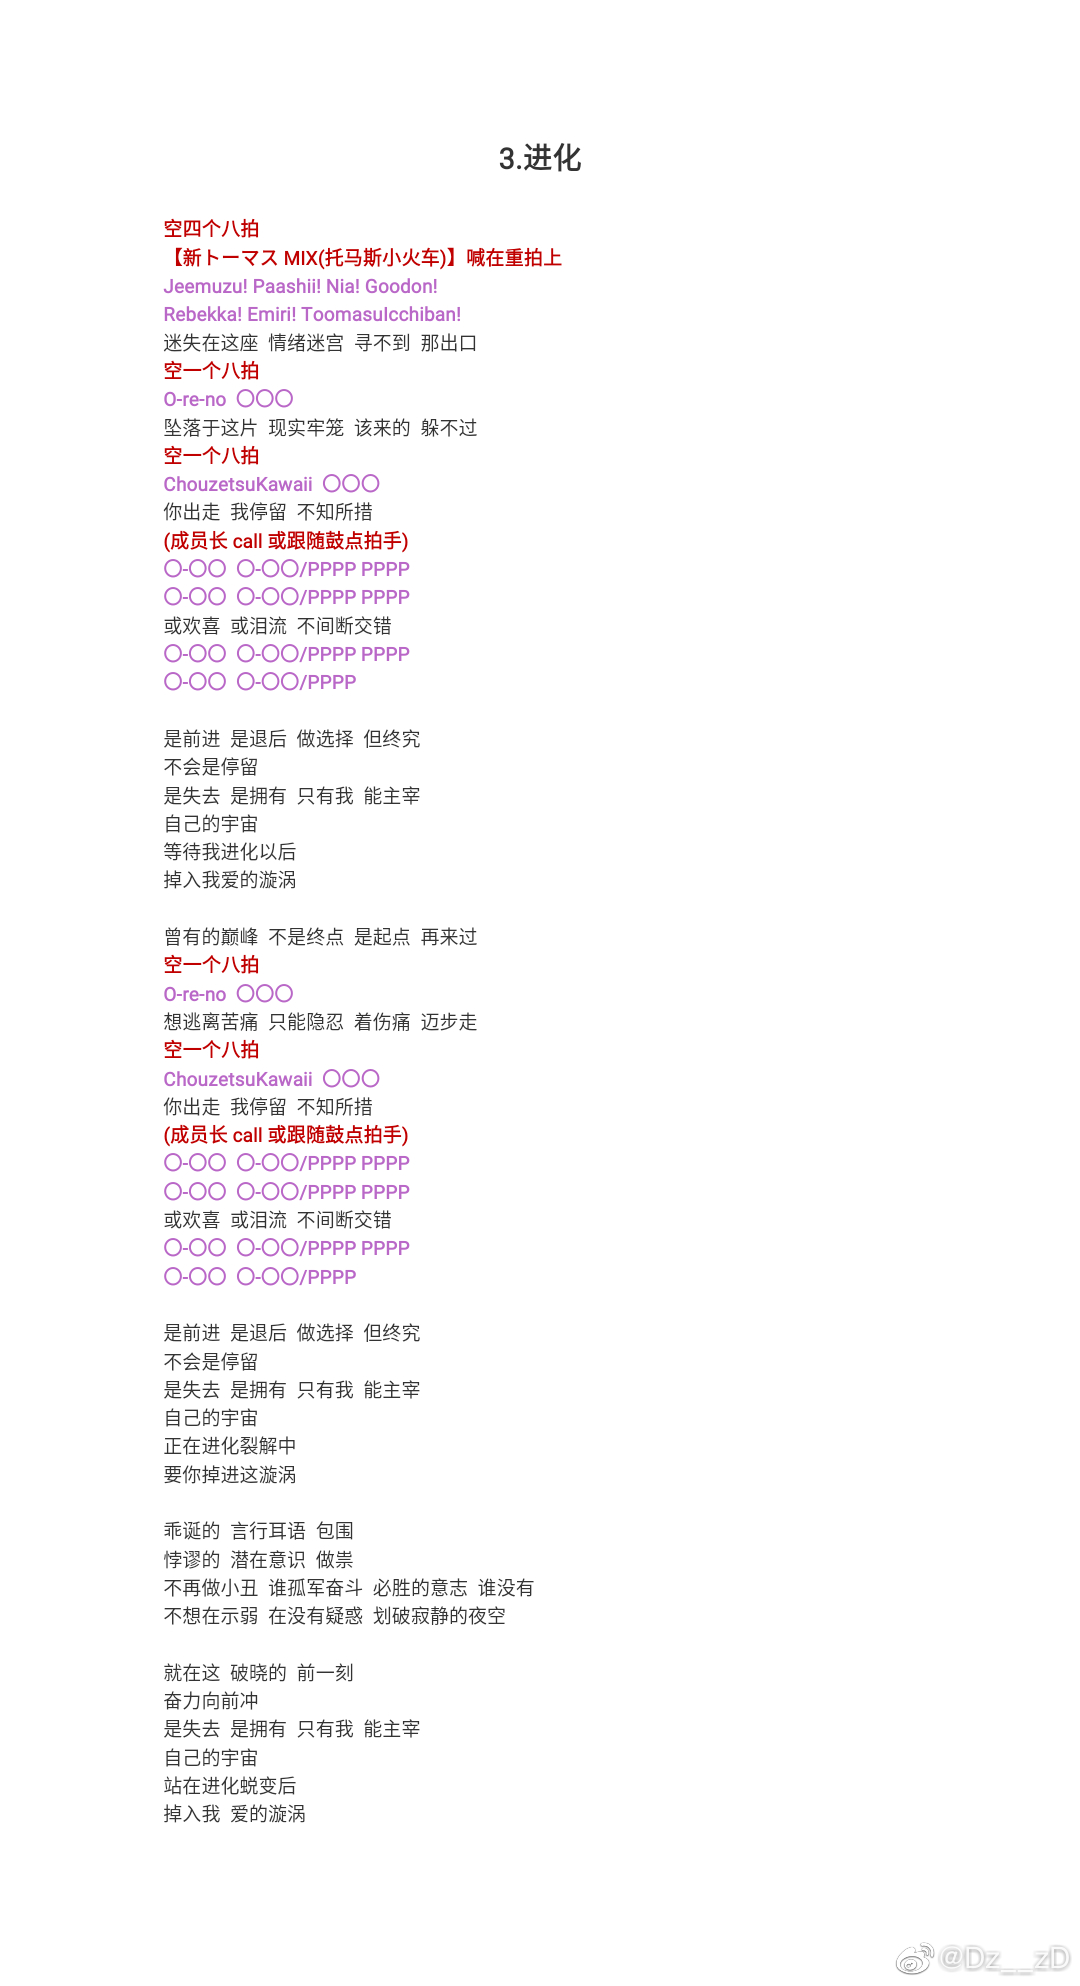 3.进化
空四个八拍
【新トーマス MIX(托马斯小火车)】喊在重拍上
Jeemuzu! Paashii! Nia! Goodon!
Rebekka! Emiri! ToomasuIcchiban!
迷失在这座 情绪迷宫 寻不到 那出口
空一个八拍
O-re-no 〇〇〇
坠落于这片 现实牢笼 该来的 躲不过
空一个八拍
ChouzetsuKawaii 〇〇〇
你出走 我停留 不知所措
(成员长 call 或跟随鼓点拍手)
〇-〇〇 〇-〇〇/PPPP PPPP
〇-〇〇 〇-〇〇/PPPP PPPP
或欢喜 或泪流 不间断交错
〇-〇〇 〇-〇〇/PPPP PPPP
〇-〇〇 〇-〇〇/PPPP
是前进 是退后 做选择 但终究
不会是停留
是失去 是拥有 只有我 能主宰
自己的宇宙
等待我进化以后
掉入我爱的漩涡
曾有的巅峰 不是终点 是起点 再来过
空一个八拍
O-re-no 〇〇〇
想逃离苦痛 只能隐忍 着伤痛 迈步走
空一个八拍
ChouzetsuKawaii 〇〇〇
你出走 我停留 不知所措
(成员长 call 或跟随鼓点拍手)
〇-〇〇 〇-〇〇/PPPP PPPP
〇-〇〇 〇-〇〇/PPPP PPPP
或欢喜 或泪流 不间断交错
〇-〇〇 〇-〇〇/PPPP PPPP
〇-〇〇 〇-〇〇/PPPP
是前进 是退后 做选择 但终究
不会是停留
是失去 是拥有 只有我 能主宰
自己的宇宙
正在进化裂解中
要你掉进这漩涡
乖诞的 言行耳语 包围
悖谬的 潜在意识 做祟
不再做小丑 谁孤军奋斗 必胜的意志 谁没有
不想在示弱 在没有疑惑 划破寂静的夜空
就在这 破晓的 前一刻
奋力向前冲
是失去 是拥有 只有我 能主宰
自己的宇宙
站在进化蜕变后
掉入我 爱的漩涡
@Dz__zD